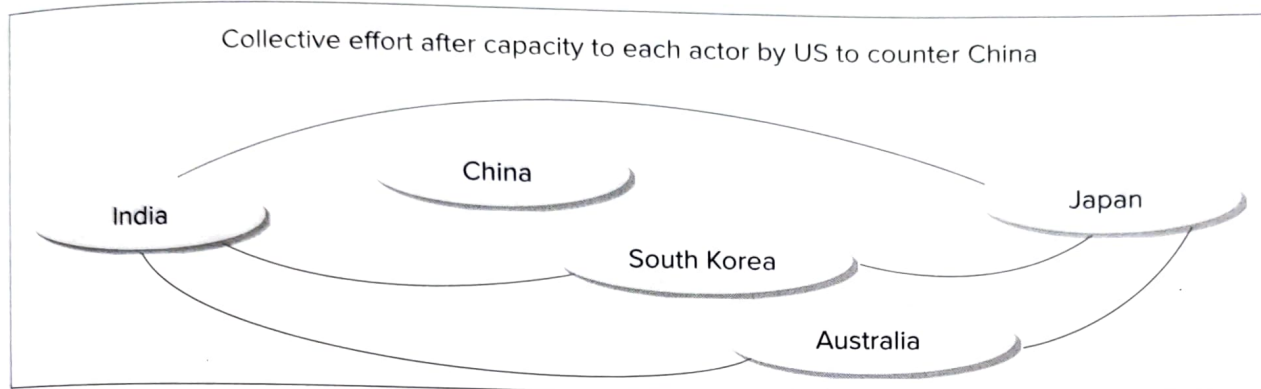 Collective effort after capacity to each actor by US to counter China
China
India
Japan
South Korea
Australia